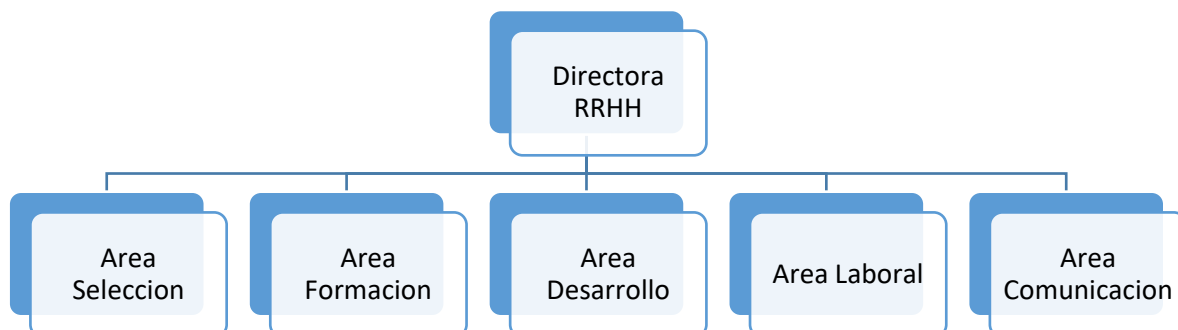 Directora
RRHH
Area
Seleccion
Area
Formacion
Area
Desarrollo
Area Laboral
Area
Comunicacion